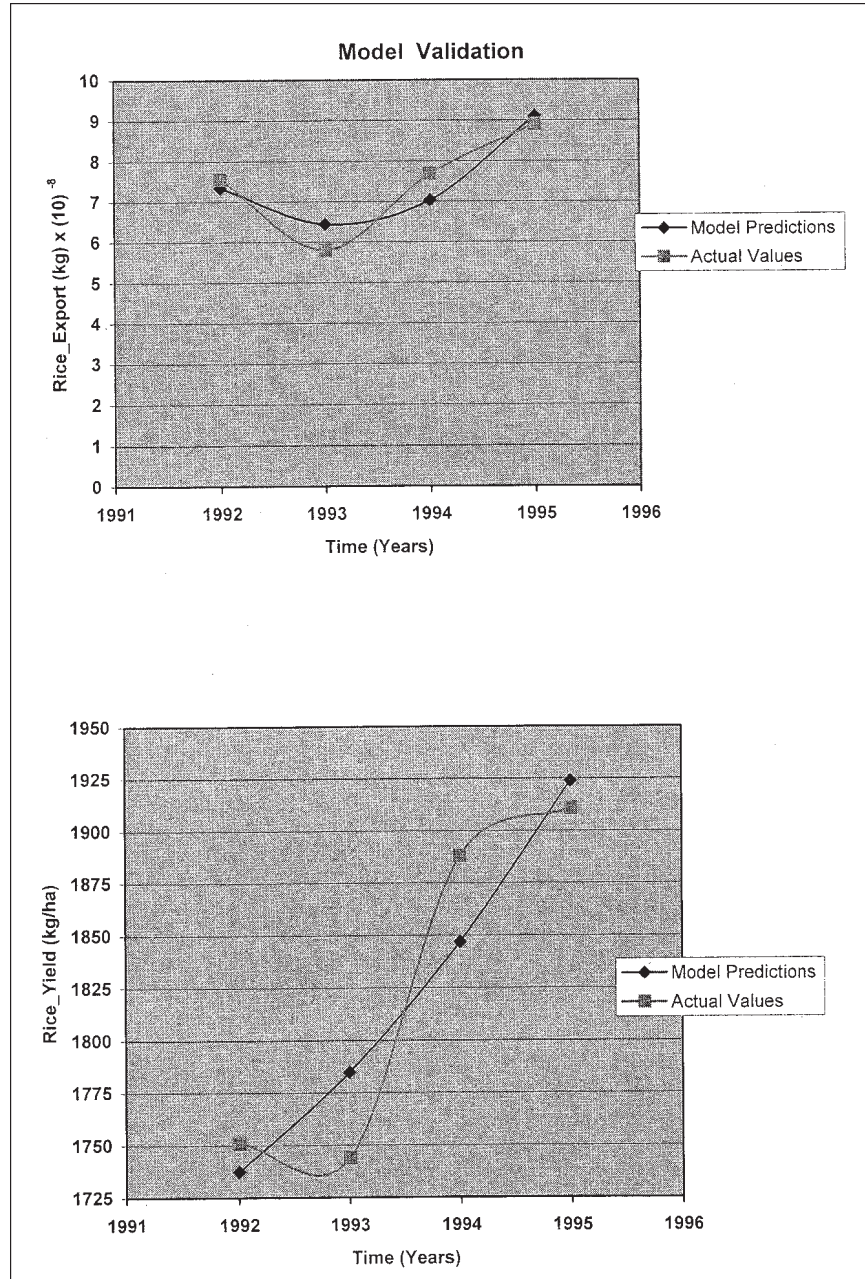 Model Validation
10
9
8
7
6
5
4
3
2
1
0
Rice_Export (kg) x (10) -8
1991 1992 1993 1994 1995 1996
Time (Years)
Model Predictions
Actual Values
1950
1925
1900
1875
1850
1825
1800
1775
1750
1725
Rice_Yield (kg/ha)
1991 1992 1993 1994 1995 1996
Time (Years)
Model Predictions
Actual Values